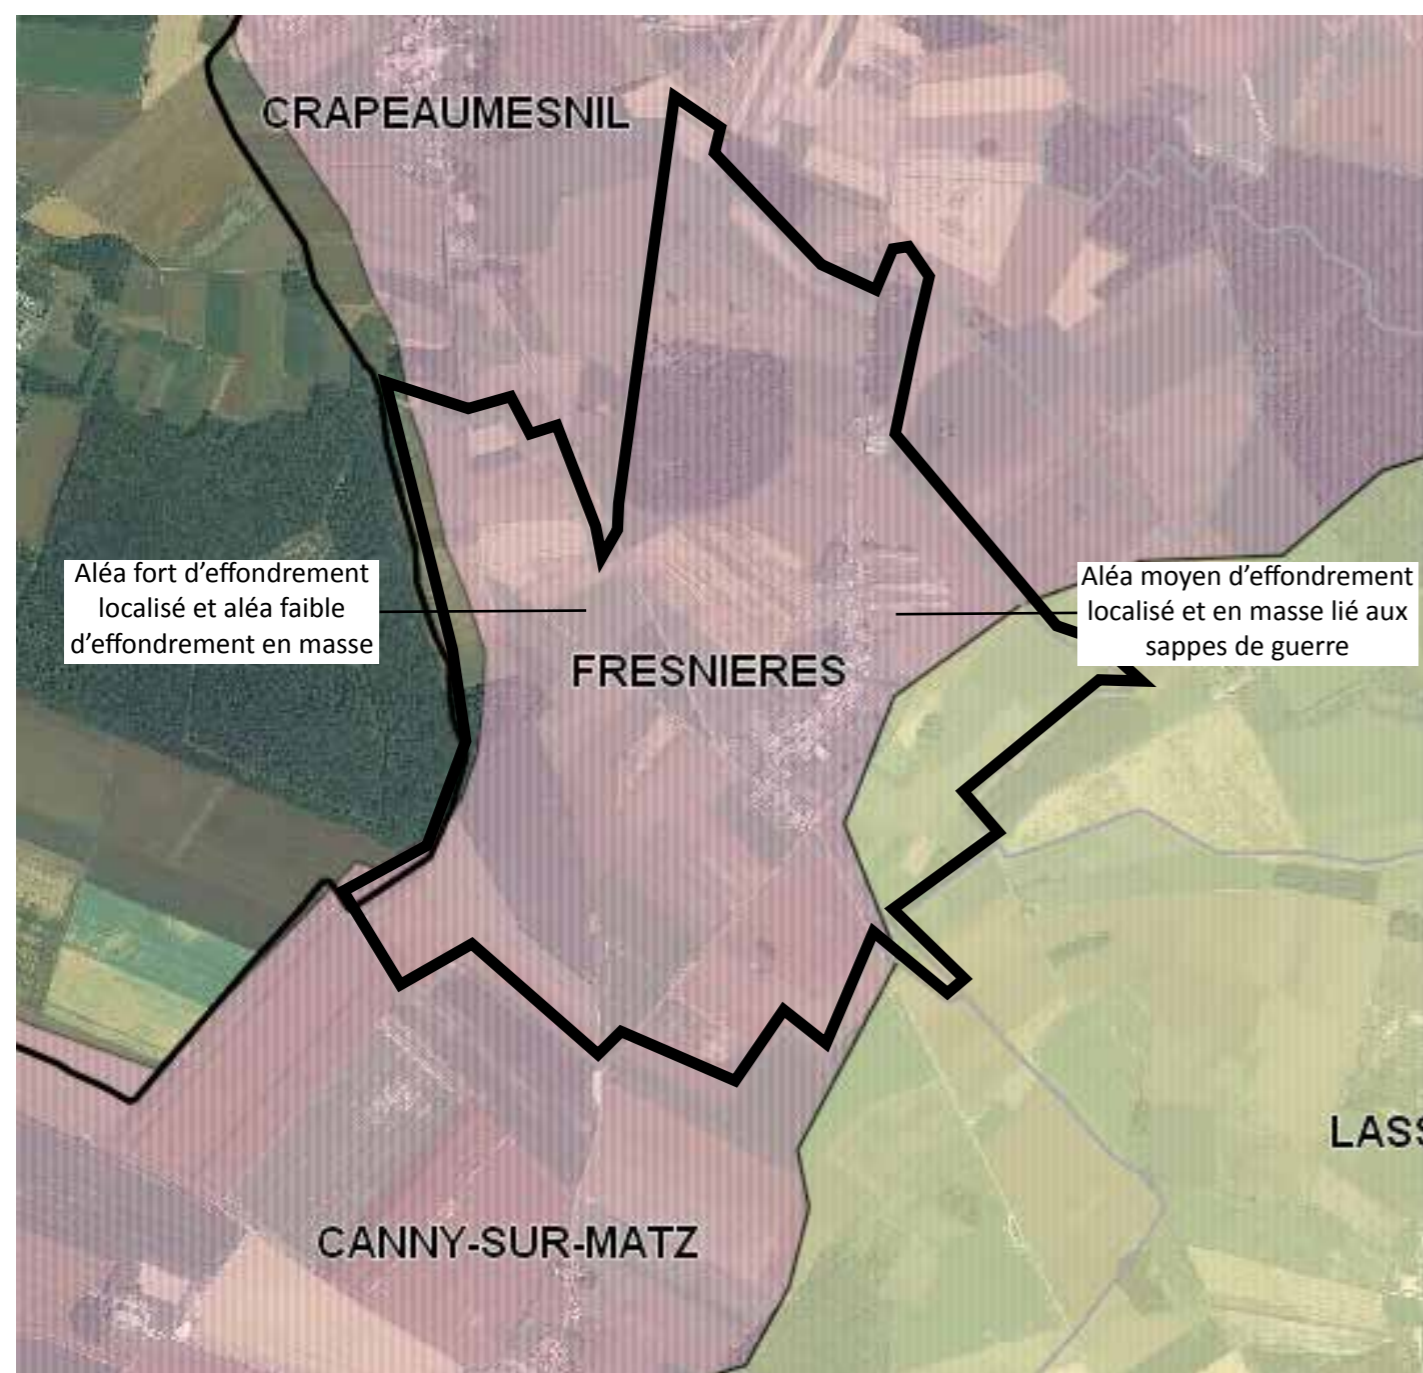 CRAPEAUMESNIL
Aléa fort d'effondrement
localisé et aléa faible
d'effondrement en masse
Aléa moyen d'effondrement
localisé et en masse lié aux
sappes de guerre
FRESNIERES
LASS
CANNY-SUR-MATZ